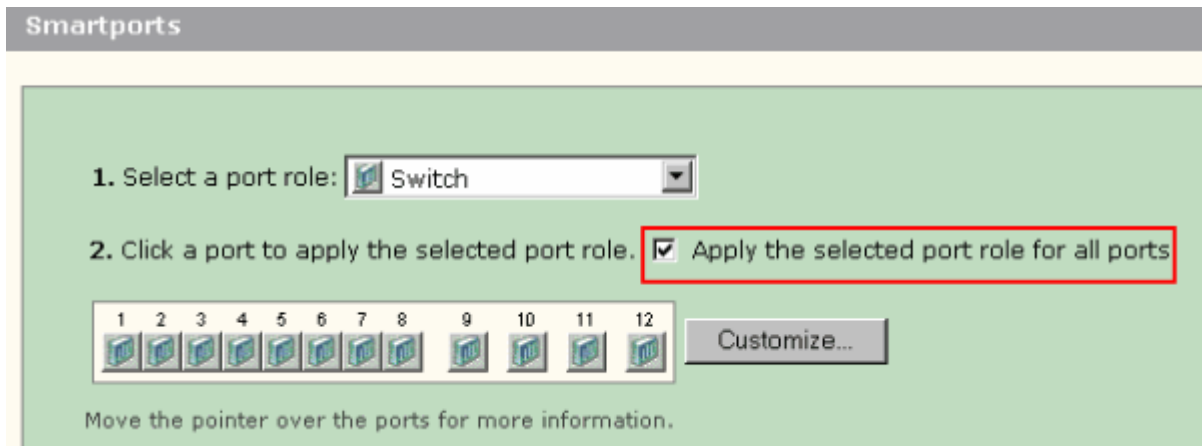 Smartports
1. Select a port role: Switch
2. Click a port to apply the selected port role. Apply the selected port role for all ports
1 2 3 4 5 6 7 8 9 10 11 12
Customize...
Move the pointer over the ports for more information.